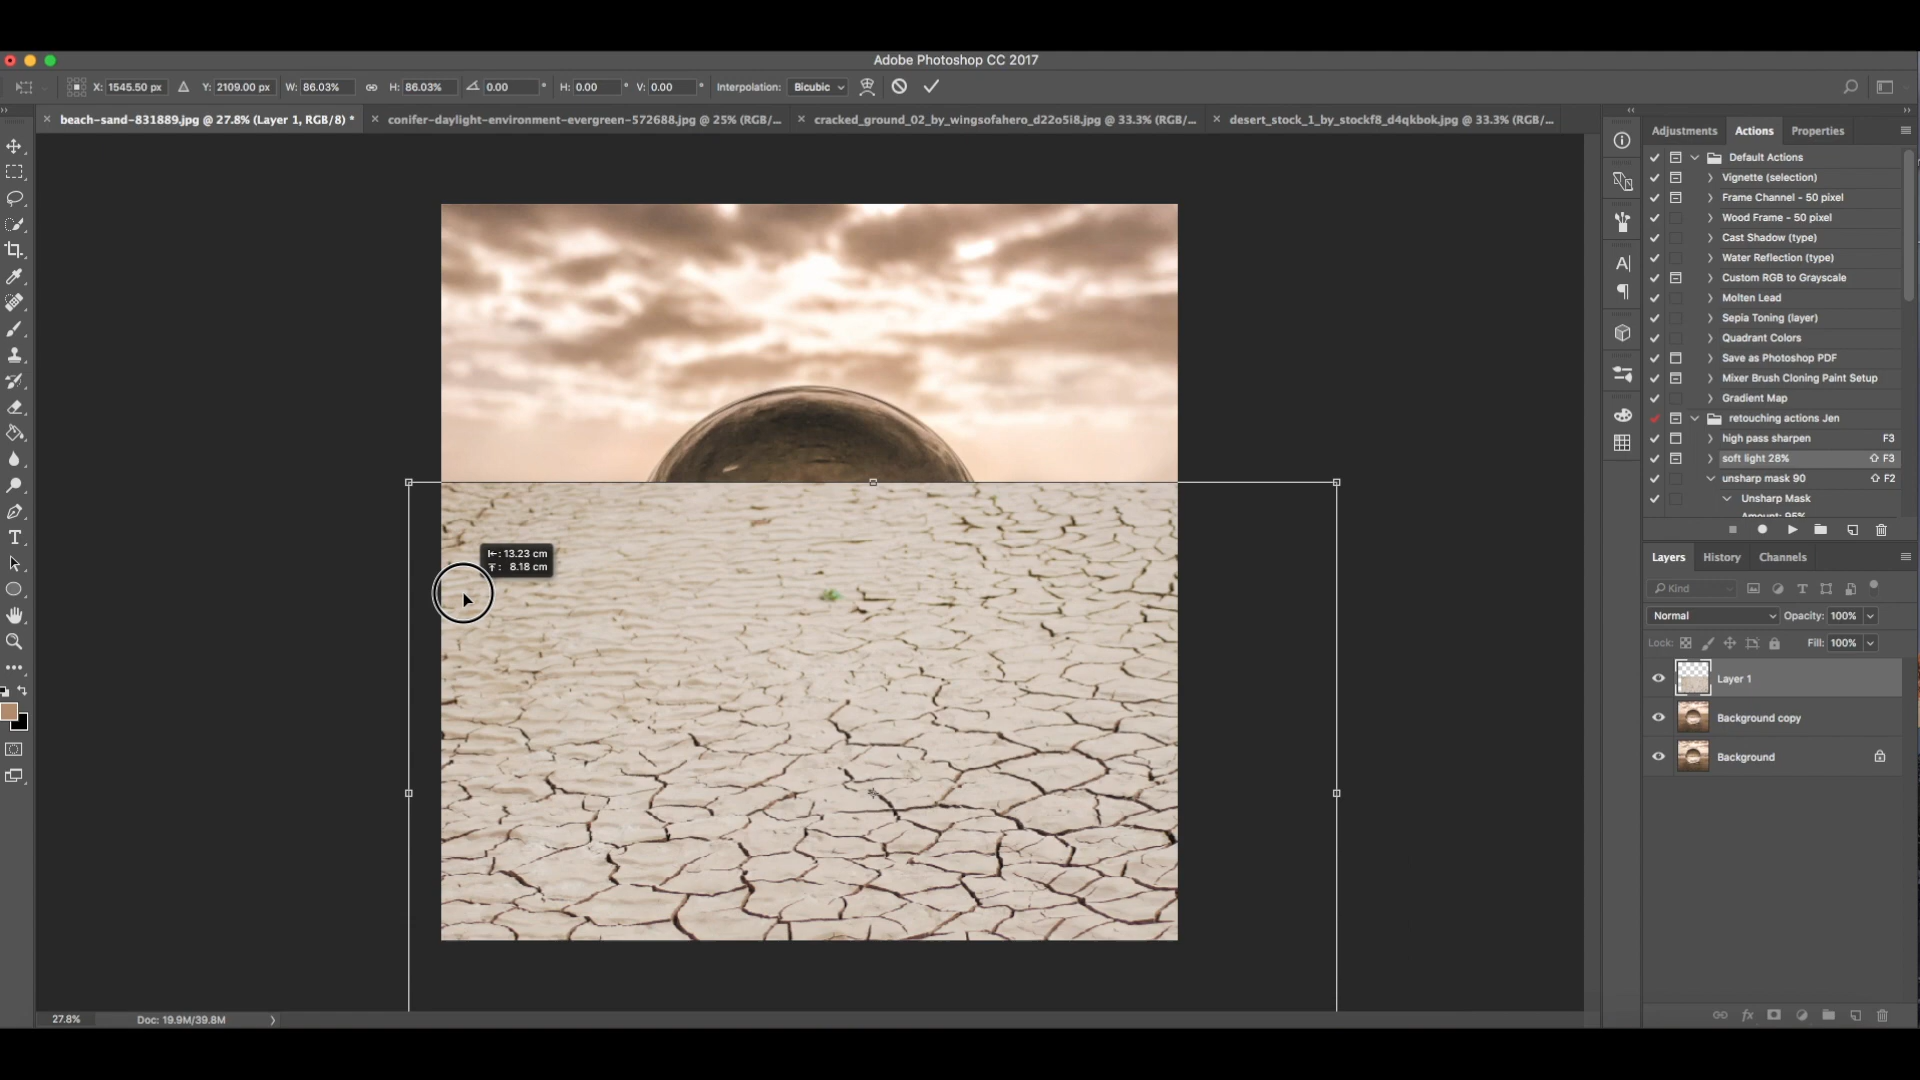 Adobe Photoshop CC 2017
X: 1545.50 px Y: 2109.00 px W: 86.03% H: 86.03% 0.00 ° H: 0.00 ° V: 0.00 ° Interpolation: Bicubic
beach-sand-831889.jpg @ 27.8% (Layer 1, RGB/8) * conifer-daylight-environment-evergreen-572688.jpg @ 25% (RGB/... cracked_ground_02_by_wingsofahero_d22o5i8.jpg @ 33.3% (RGB/... desert_stock_1_by_stockf8_d4qkbok.jpg @ 33.3% (RGB/...
Adjustments Actions Properties
Default Actions
Vignette (selection)
Frame Channel - 50 pixel
Wood Frame - 50 pixel
Cast Shadow (type)
Water Reflection (type)
Custom RGB to Grayscale
Molten Lead
Sepia Toning (layer)
Quadrant Colors
Save as Photoshop PDF
Mixer Brush Cloning Paint Setup
Gradient Map
retouching actions Jen
high pass sharpen F3
soft light 28% F3
unsharp mask 90 F2
Unsharp Mask
Amount: 95%
Layers History Channels
Kind
Normal Opacity: 100%
Lock: Fill: 100%
Layer 1
Background copy
Background
13.23 cm
8.18 cm
27.8% Doc: 19.9M/39.8M